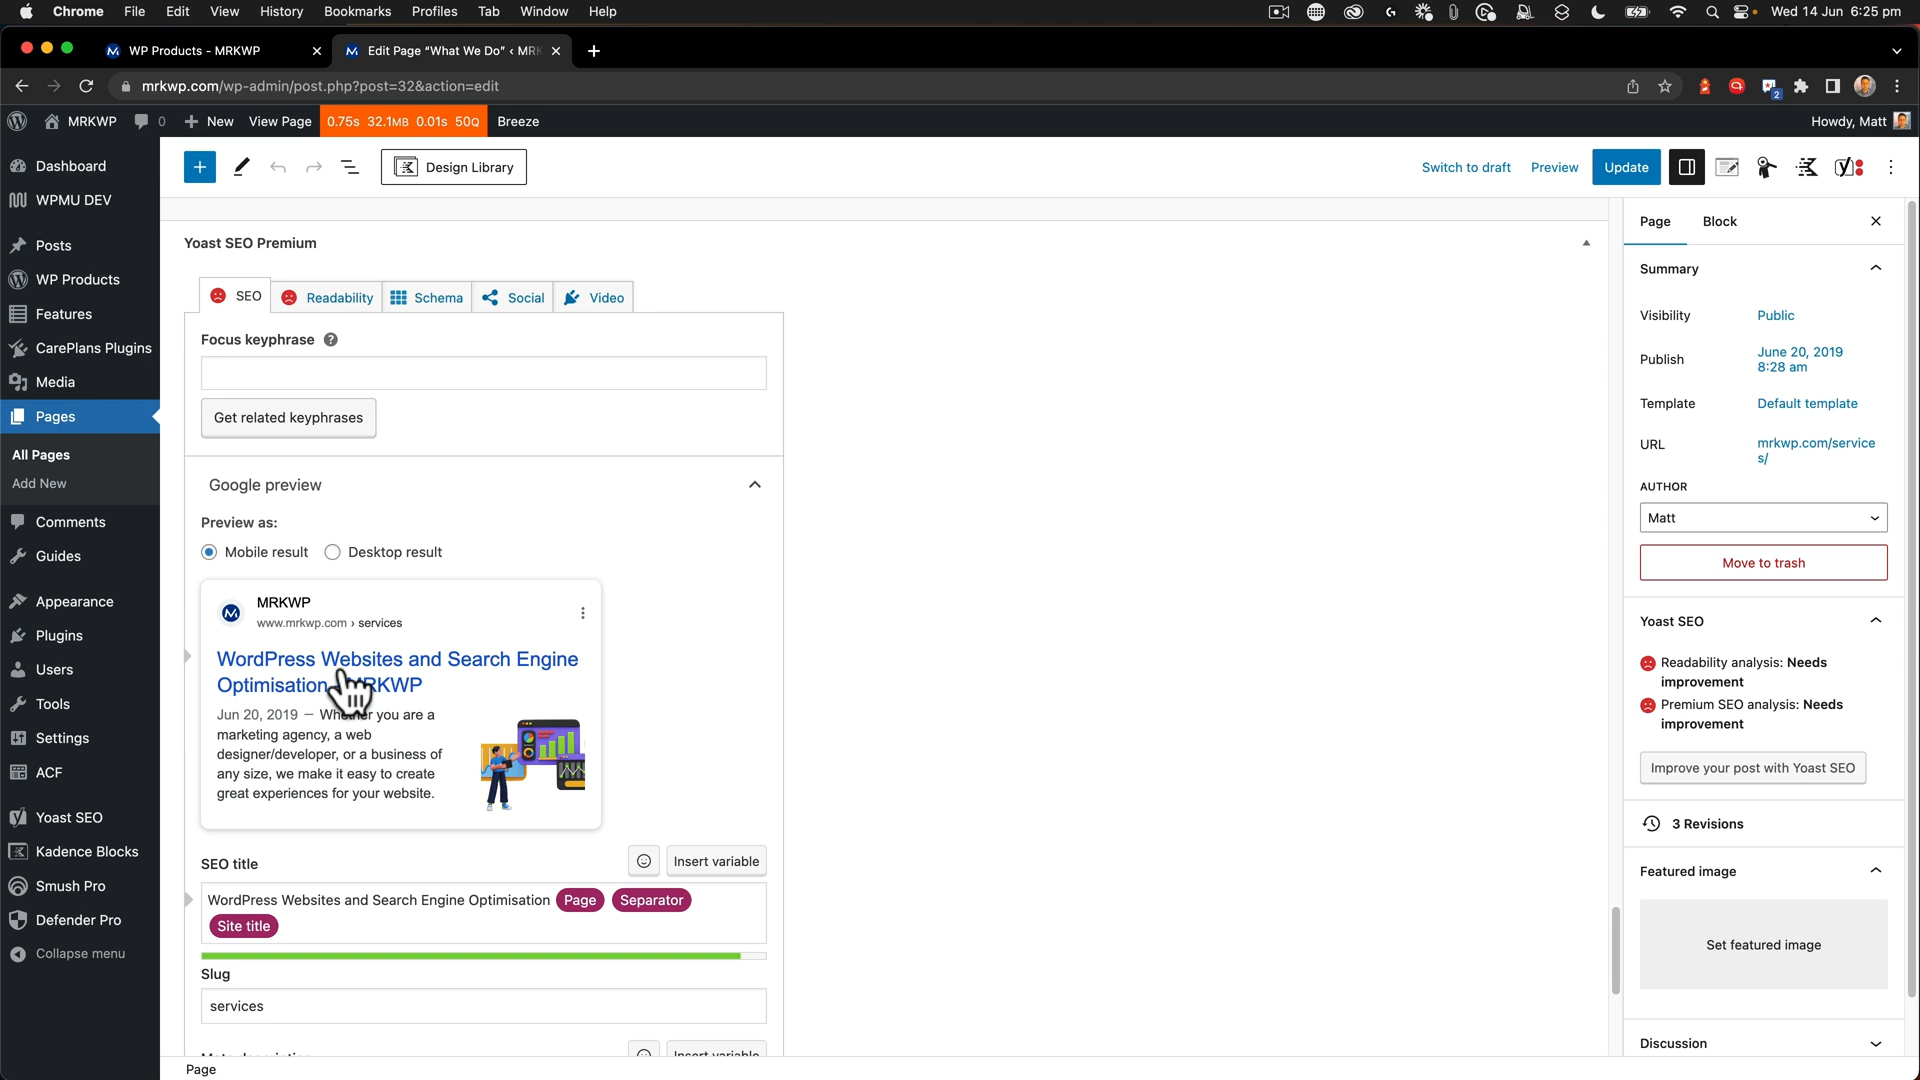 Chrome File Edit View History Bookmarks Profiles Tab Window Help
Wed 14 Jun 6:25 pm
WP Products - MRKWP
Edit Page “What We Do” ‹ MRK
mrkwp.com/wp-admin/post.php?post=32&action=edit
2
MRKWP 0 New View Page 0.75s 32.1MB 0.01s 50Q Breeze
Howdy, Matt
Dashboard
WPMU DEV
Posts
WP Products
Features
CarePlans Plugins
Media
Pages
All Pages
Add New
Comments
Guides
Appearance
Plugins
Users
Tools
Settings
ACF
Yoast SEO
Kadence Blocks
Smush Pro
Defender Pro
Collapse menu
Design Library
Switch to draft Preview Update
Yoast SEO Premium
SEO Readability Schema Social Video
Focus keyphrase
Get related keyphrases
Google preview
Preview as:
Mobile result Desktop result
MRKWP
www.mrkwp.com › services
WordPress Websites and Search Engine
Optimisation
Jun 20, 2019 – Whether you are a
marketing agency, a web
designer/developer, or a business of
any size, we make it easy to create
great experiences for your website.
SEO title
Insert variable
WordPress Websites and Search Engine Optimisation Page Separator
Site title
Slug
services
Page
Page Block
Summary
Visibility Public
Publish June 20, 2019
8:28 am
Template Default template
URL mrkwp.com/service
s/
AUTHOR
Matt
Move to trash
Yoast SEO
Readability analysis: Needs
improvement
Premium SEO analysis: Needs
improvement
Improve your post with Yoast SEO
3 Revisions
Featured image
Set featured image
Discussion